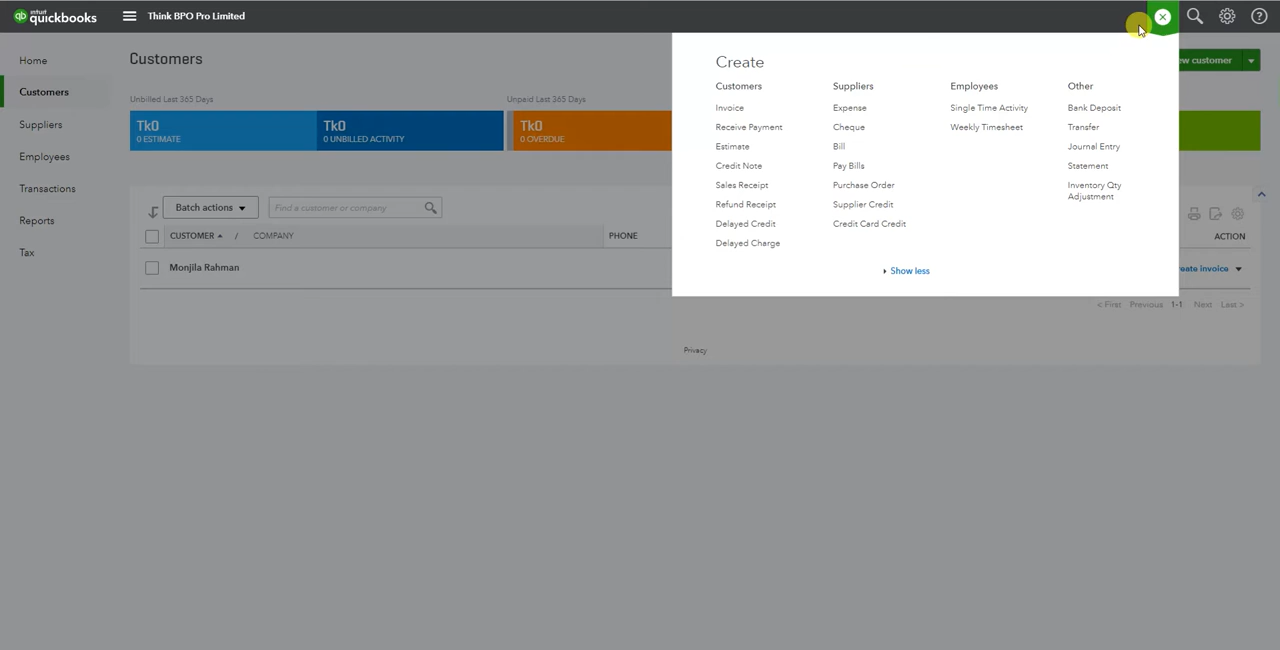 intuit
quickbooks
Think BPO Pro Limited
Home
Customers
Suppliers
Employees
Transactions
Reports
Tax
Customers
ew customer
Unbilled Last 365 Days
Unpaid Last 365 Days
Tk0
0 ESTIMATE
Tk0
0 UNBILLED ACTIVITY
Tk0
0 OVERDUE
Create
Customers
Invoice
Receive Payment
Estimate
Credit Note
Sales Receipt
Refund Receipt
Delayed Credit
Delayed Charge
Suppliers
Expense
Cheque
Bill
Pay Bills
Purchase Order
Supplier Credit
Credit Card Credit
Employees
Single Time Activity
Weekly Timesheet
Other
Bank Deposit
Transfer
Journal Entry
Statement
Inventory Qty
Adjustment
Show less
Batch actions
Find a customer or company
CUSTOMER / COMPANY
PHONE
ACTION
Monjila Rahman
reate invoice
< First Previous 1-1 Next Last >
Privacy